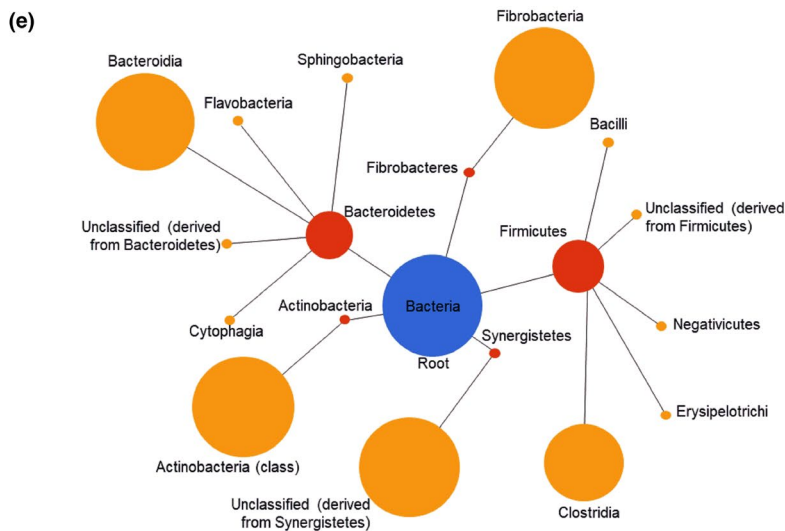 (e)
Fibrobacteria
Bacteroidia
Sphingobacteria
Flavobacteria
Bacilli
Fibrobacteres
Unclassified (derived
from Firmicutes)
Bacteroidetes
Unclassified (derived
from Bacteroidetes)
Firmicutes
Actinobacteria
Bacteria
Cytophagia
Synergistetes
Negativicutes
Root
Erysipelotrichi
Actinobacteria (class)
Unclassified (derived
from Synergistetes)
Clostridia